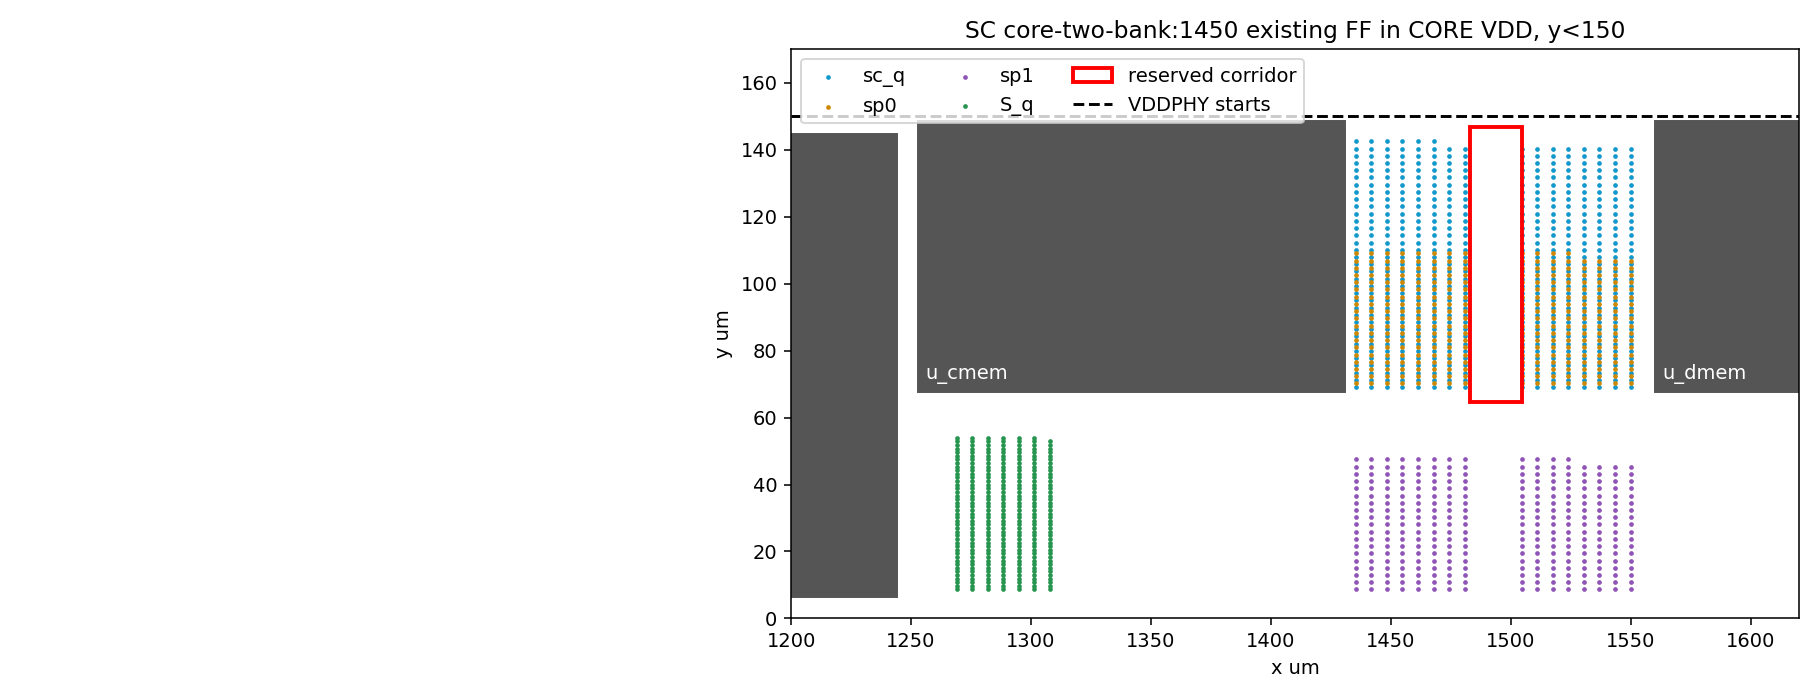 SC core-two-bank:1450 existing FF in CORE VDD, y<150
sc_q sp1 reserved corridor
sp0 S_q VDDPHY starts
160
140
120
100
80
60
40
20
0
y um
u_cmem
u_dmem
1200 1250 1300 1350 1400 1450 1500 1550 1600
x um